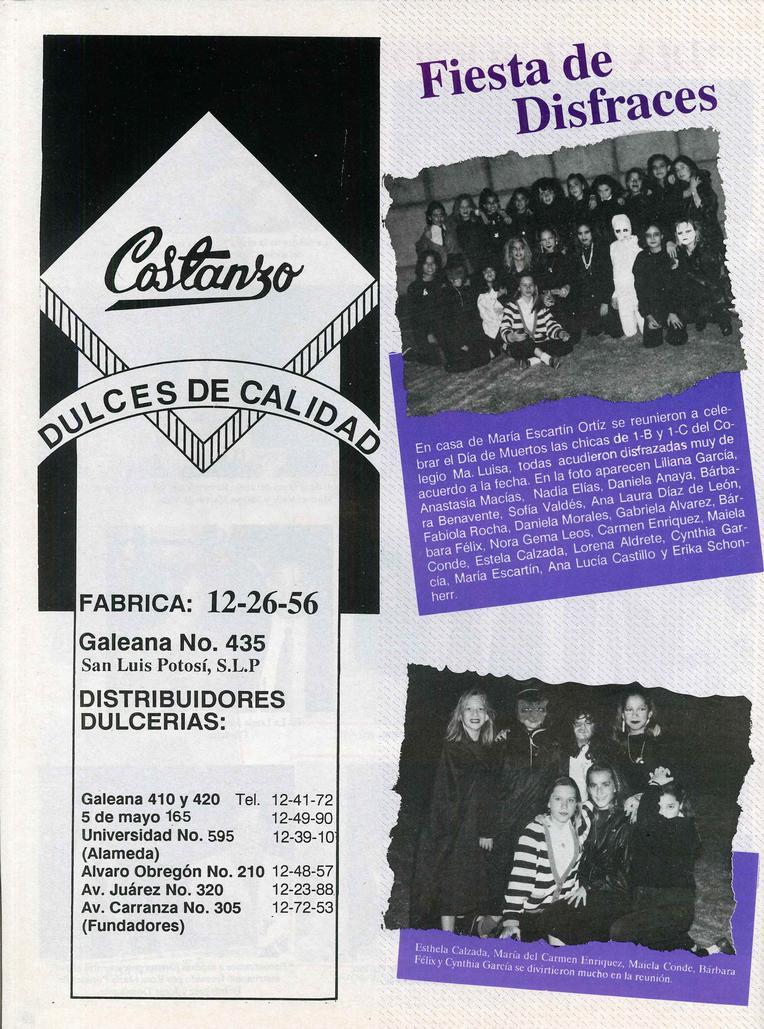 Costanzo
DULCES DE CALIDAD
FABRICA: 12-26-56
Galeana No. 435
San Luis Potosí, S.L.P
DISTRIBUIDORES
DULCERIAS:
Galeana 410 y 420 Tel. 12-41-72
5 de mayo 165 12-49-90
Universidad No. 595 12-39-10
(Alameda)
Alvaro Obregón No. 210 12-48-57
Av. Juárez No. 320 12-23-88
Av. Carranza No. 305 12-72-53
(Fundadores)
Fiesta de
Disfraces
En casa de María Escartín Ortiz se reunieron a cele-
brar el Día de Muertos las chicas de 1-B y 1-C del Co-
legio Ma. Luisa, todas acudieron disfrazadas muy de
acuerdo a la fecha. En la foto aparecen Liliana García,
Anastasia Macías, Nadia Elías, Daniela Anaya, Bárba-
ra Benavente, Sofía Valdés, Ana Laura Díaz de León,
Fabiola Rocha, Daniela Morales, Gabriela Alvarez, Bár-
bara Félix, Nora Gema Leos, Carmen Enriquez, Maiela
Conde, Estela Calzada, Lorena Aldrete, Cynthia Gar-
cía, María Escartín, Ana Lucía Castillo y Erika Schon-
herr.
Esthela Calzada, María del Carmen Enriquez, Maiela Conde, Bárbara
Félix y Cynthia García se divirtieron mucho en la reunión.